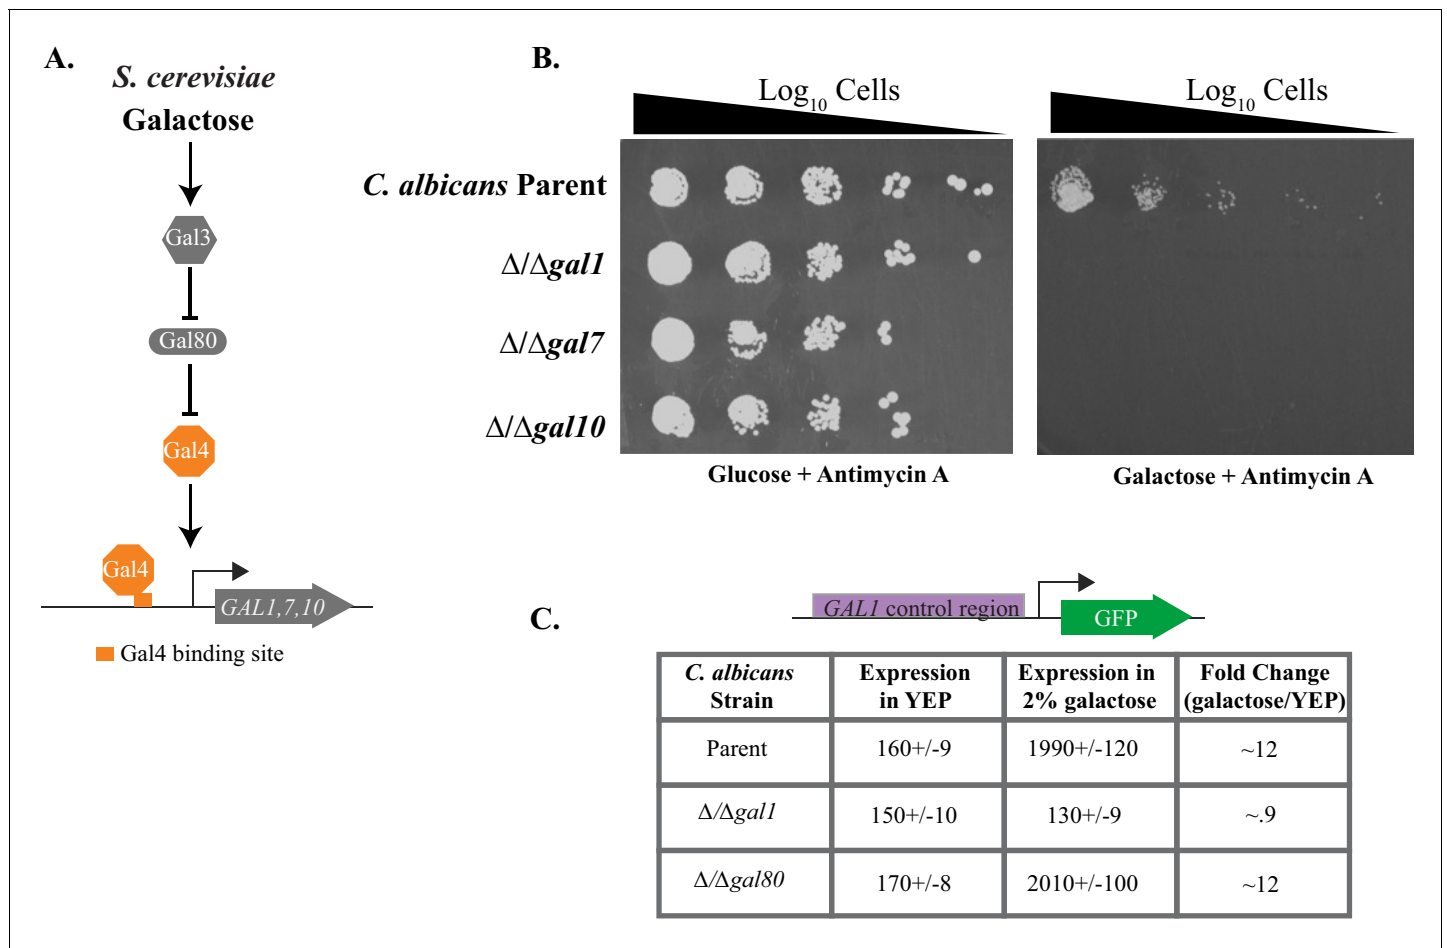 A.
S. cerevisiae
Galactose
Gal3
Gal80
Gal4
Gal4
GAL1,7,10
Gal4 binding site
B.
Log10 Cells
Log10 Cells
C. albicans Parent
Δ/Δgal1
Δ/Δgal7
Δ/Δgal10
Glucose + Antimycin A
Galactose + Antimycin A
C.
GAL1 control region
GFP
C. albicans Strain
Expression in YEP
Expression in 2% galactose
Fold Change (galactose/YEP)
Parent
160+/-9
1990+/-120
~12
Δ/Δgal1
150+/-10
130+/-9
~.9
Δ/Δgal80
170+/-8
2010+/-100
~12